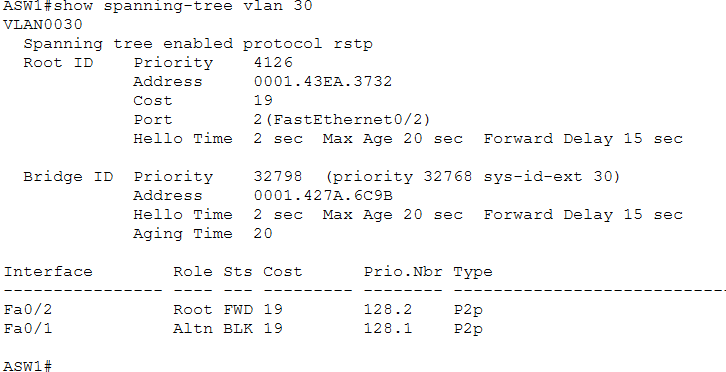 ASW1#show spanning-tree vlan 30
VLAN0030
  Spanning tree enabled protocol rstp
  Root ID    Priority    4126
             Address     0001.43EA.3732
             Cost        19
             Port        2(FastEthernet0/2)
             Hello Time  2 sec  Max Age 20 sec  Forward Delay 15 sec

  Bridge ID  Priority    32798  (priority 32768 sys-id-ext 30)
             Address     0001.427A.6C9B
             Hello Time  2 sec  Max Age 20 sec  Forward Delay 15 sec
             Aging Time  20

Interface        Role Sts Cost      Prio.Nbr Type
---------------- ---- --- --------- -------- ----------------------------
Fa0/2            Root FWD 19        128.2    P2p
Fa0/1            Altn BLK 19        128.1    P2p

ASW1#